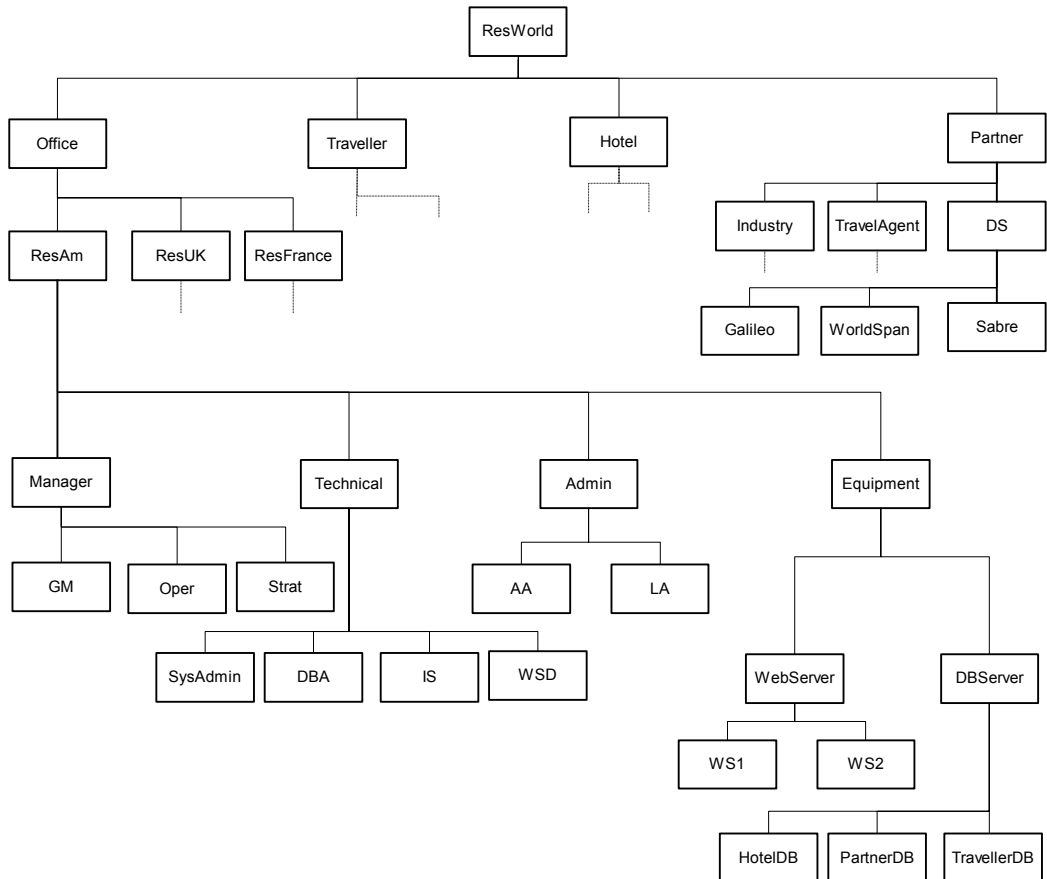 ResWorld
Office
Traveller
Hotel
Partner
Industry
TravelAgent
DS
ResAm
ResUK
ResFrance
Galileo
WorldSpan
Sabre
Manager
Technical
Admin
Equipment
GM
Oper
Strat
AA
LA
SysAdmin
DBA
IS
WSD
WebServer
DBServer
WS1
WS2
HotelDB
PartnerDB
TravellerDB